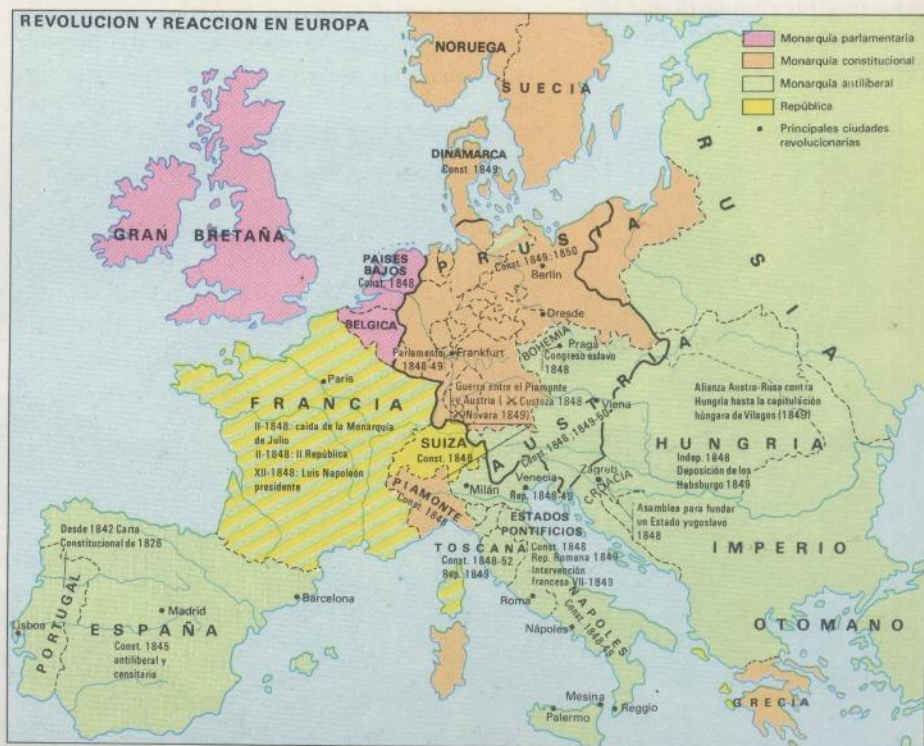 REVOLUCION Y REACCION EN EUROPA
Monarquía parlamentaria
Monarquía constitucional
Monarquía antiliberal
República
Principales ciudades
revolucionarias
NORUEGA
SUECIA
DINAMARCA
Const. 1849
RUSIA
GRAN BRETAÑA
PAISES
BAJOS
Const. 1848
PRUSIA
Const. 1849:1850
Berlín
BELGICA
Dresde
Parlamento
1848-49
Frankfurt
BOHEMIA
Praga
Congreso eslavo
1848
París
FRANCIA
II-1848: caída de la Monarquía
de Julio
II-1848: II República
XII-1848: Luis Napoleón
presidente
Guerra entre el Piamonte
y Austria (Custoza 1848
Novara 1849)
Viena
AUSTRIA
Const. 1848; 1849-50
Alianza Austro-Rusa contra
Hungría hasta la capitulación
húngara de Vilagos (1849)
HUNGRIA
Indep. 1848
Deposición de los
Habsburgo 1849
SUIZA
Const. 1848
PIAMONTE
Const. 1848
Milán
Venecia
Rep. 1848-49
Zagreb
CROACIA
Asamblea para fundar
un Estado yugoslavo
1848
ESTADOS
PONTIFICIOS
Const. 1848
Rep. Romana 1849
Intervención
francesa VII-1849
TOSCANA
Const. 1848-52
Rep. 1849
Roma
NAPOLES
Const. 1848-49
Nápoles
IMPERIO
OTOMANO
Desde 1842 Carta
Constitucional de 1826
PORTUGAL
Lisboa
Madrid
Barcelona
ESPAÑA
Const. 1845
antiliberal y
censitaria
Mesina
Reggio
Palermo
GRECIA